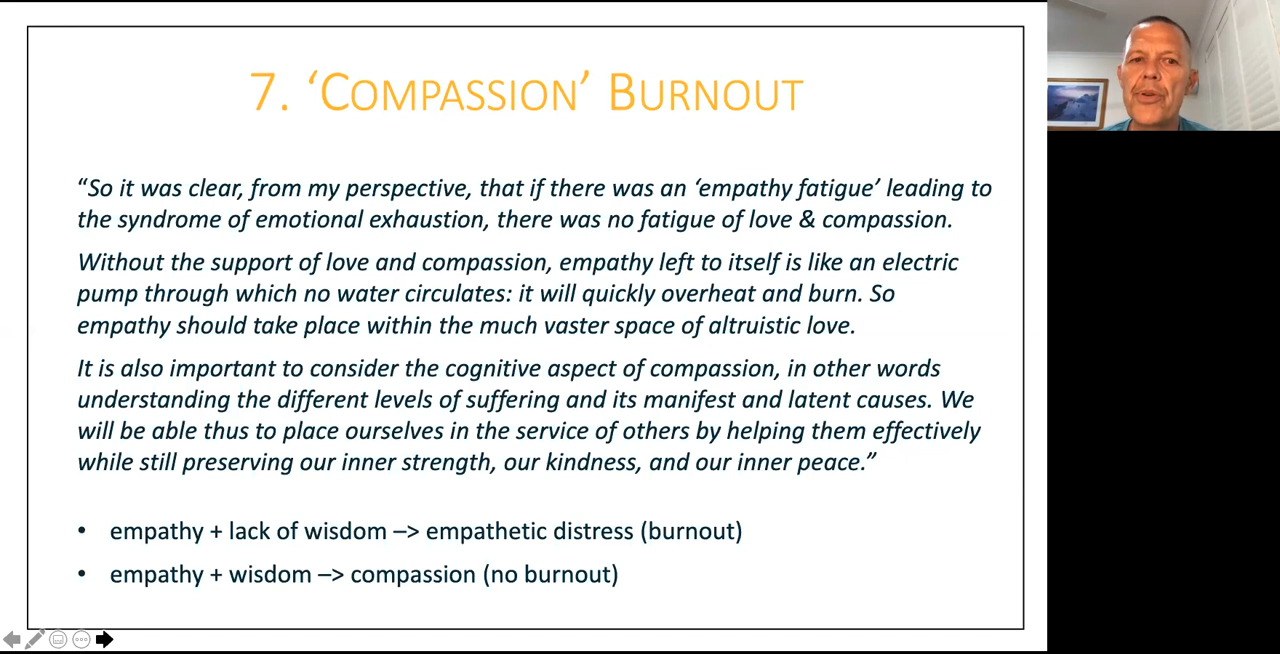 7. ‘COMPASSION’ BURNOUT
“So it was clear, from my perspective, that if there was an ‘empathy fatigue’ leading to
the syndrome of emotional exhaustion, there was no fatigue of love & compassion.
Without the support of love and compassion, empathy left to itself is like an electric
pump through which no water circulates: it will quickly overheat and burn. So
empathy should take place within the much vaster space of altruistic love.
It is also important to consider the cognitive aspect of compassion, in other words
understanding the different levels of suffering and its manifest and latent causes. We
will be able thus to place ourselves in the service of others by helping them effectively
while still preserving our inner strength, our kindness, and our inner peace.”
• empathy + lack of wisdom –> empathetic distress (burnout)
• empathy + wisdom –> compassion (no burnout)